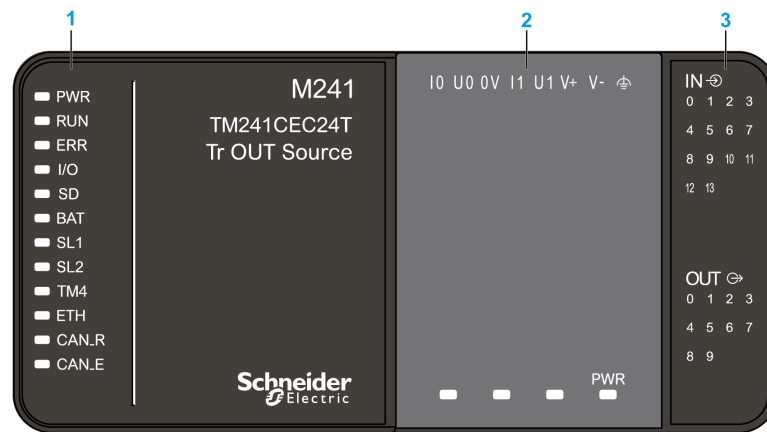 1
2
3
PWR
RUN
ERR
I/O
SD
BAT
SL1
SL2
TM4
ETH
CAN_R
CAN_E
M241
TM241CEC24T
Tr OUT Source
Schneider
Electric
I0 U0 0V I1 U1 V+ V-
PWR
IN
0 1 2 3
4 5 6 7
8 9 10 11
12 13
OUT
0 1 2 3
4 5 6 7
8 9